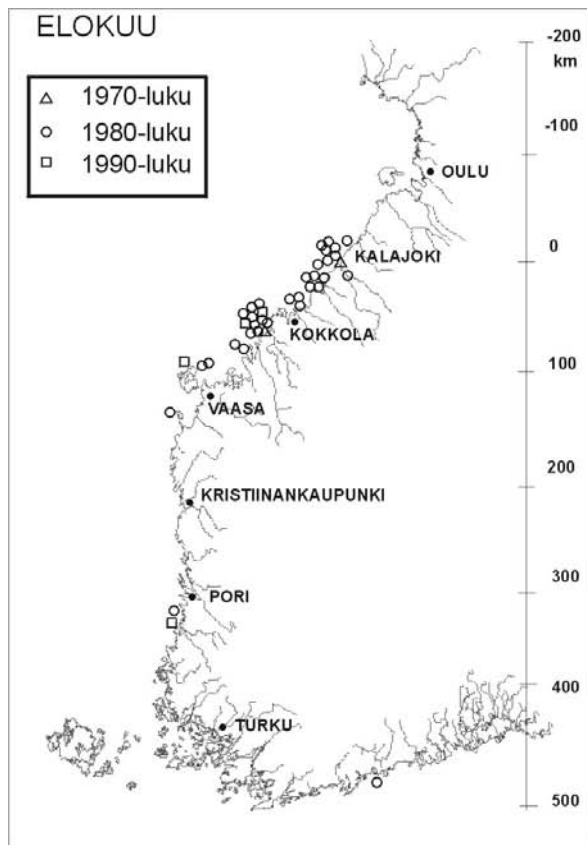 ELOKUU
1970-luku
1980-luku
1990-luku
-200
km
-100
OULU
0
KALAJOKI
KOKKOLA
100
VAASA
200
KRISTIINANKAUPUNKI
300
PORI
400
TURKU
500